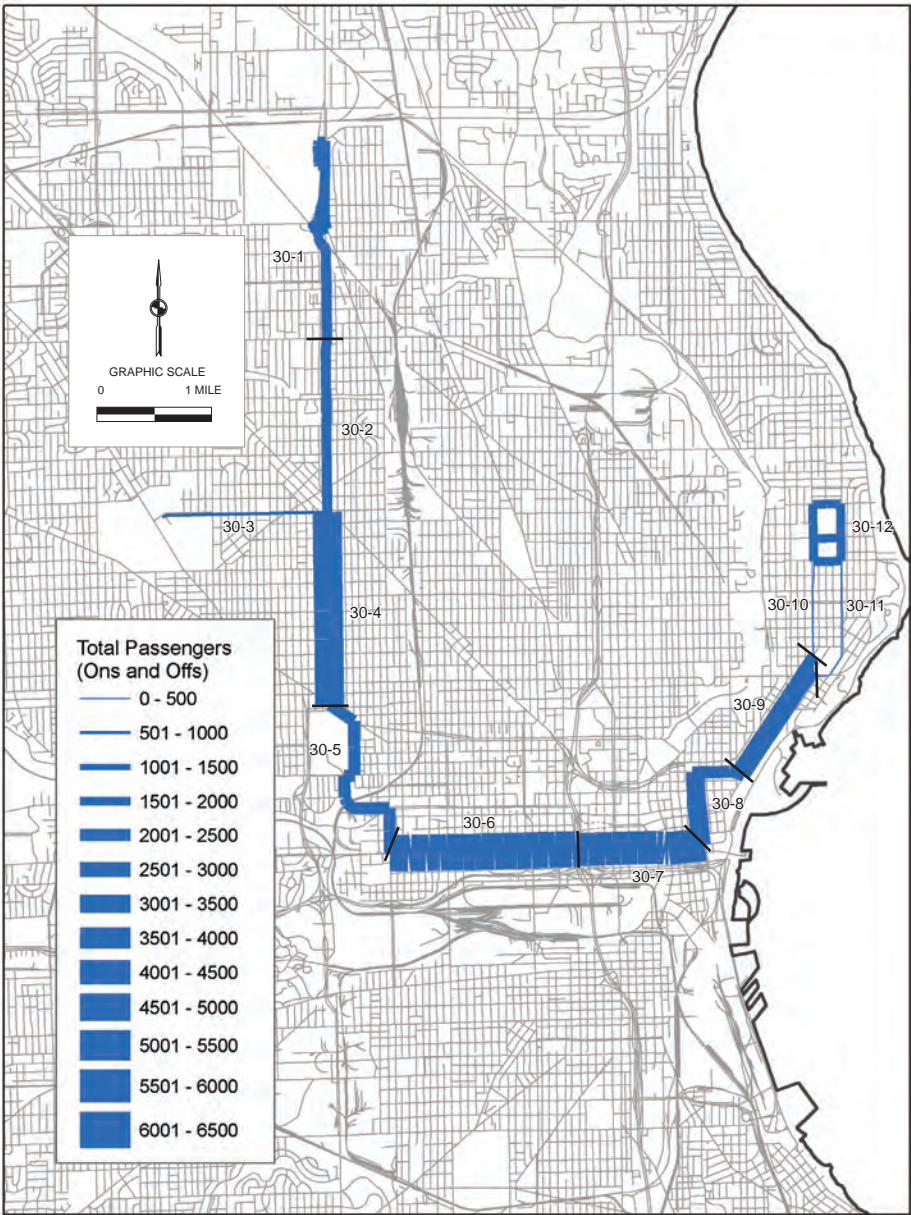 30-1
GRAPHIC SCALE
0 1 MILE
30-2
30-3
30-12
30-4
30-10
30-11
Total Passengers
(Ons and Offs)
0 - 500
501 - 1000
1001 - 1500
1501 - 2000
2001 - 2500
2501 - 3000
3001 - 3500
3501 - 4000
4001 - 4500
4501 - 5000
5001 - 5500
5501 - 6000
6001 - 6500
30-9
30-5
30-8
30-6
30-7